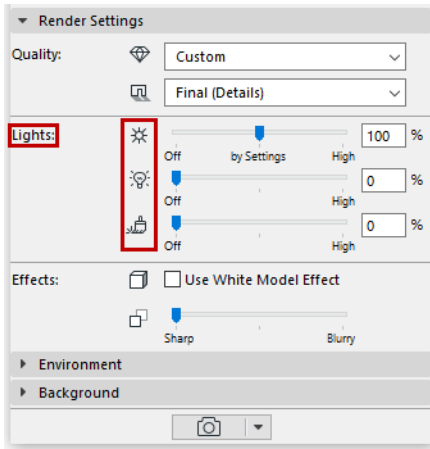 Render Settings
Quality: Custom
Final (Details)
Lights: 100 %
Off by Settings High
0 %
Off High
0 %
Off High
Effects: Use White Model Effect
Sharp Blurry
Environment
Background